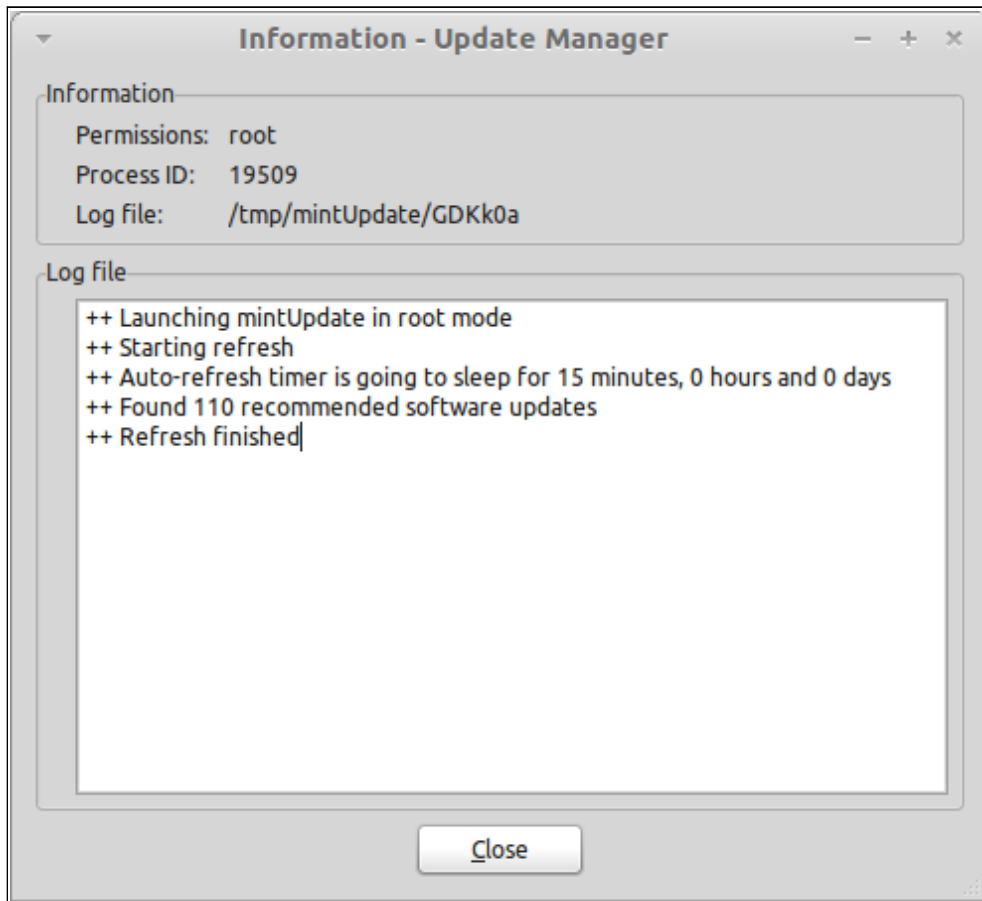 Information - Update Manager
Information
Permissions: root
Process ID: 19509
Log file: /tmp/mintUpdate/GDKk0a
Log file
++ Launching mintUpdate in root mode
++ Starting refresh
++ Auto-refresh timer is going to sleep for 15 minutes, 0 hours and 0 days
++ Found 110 recommended software updates
++ Refresh finished
Close